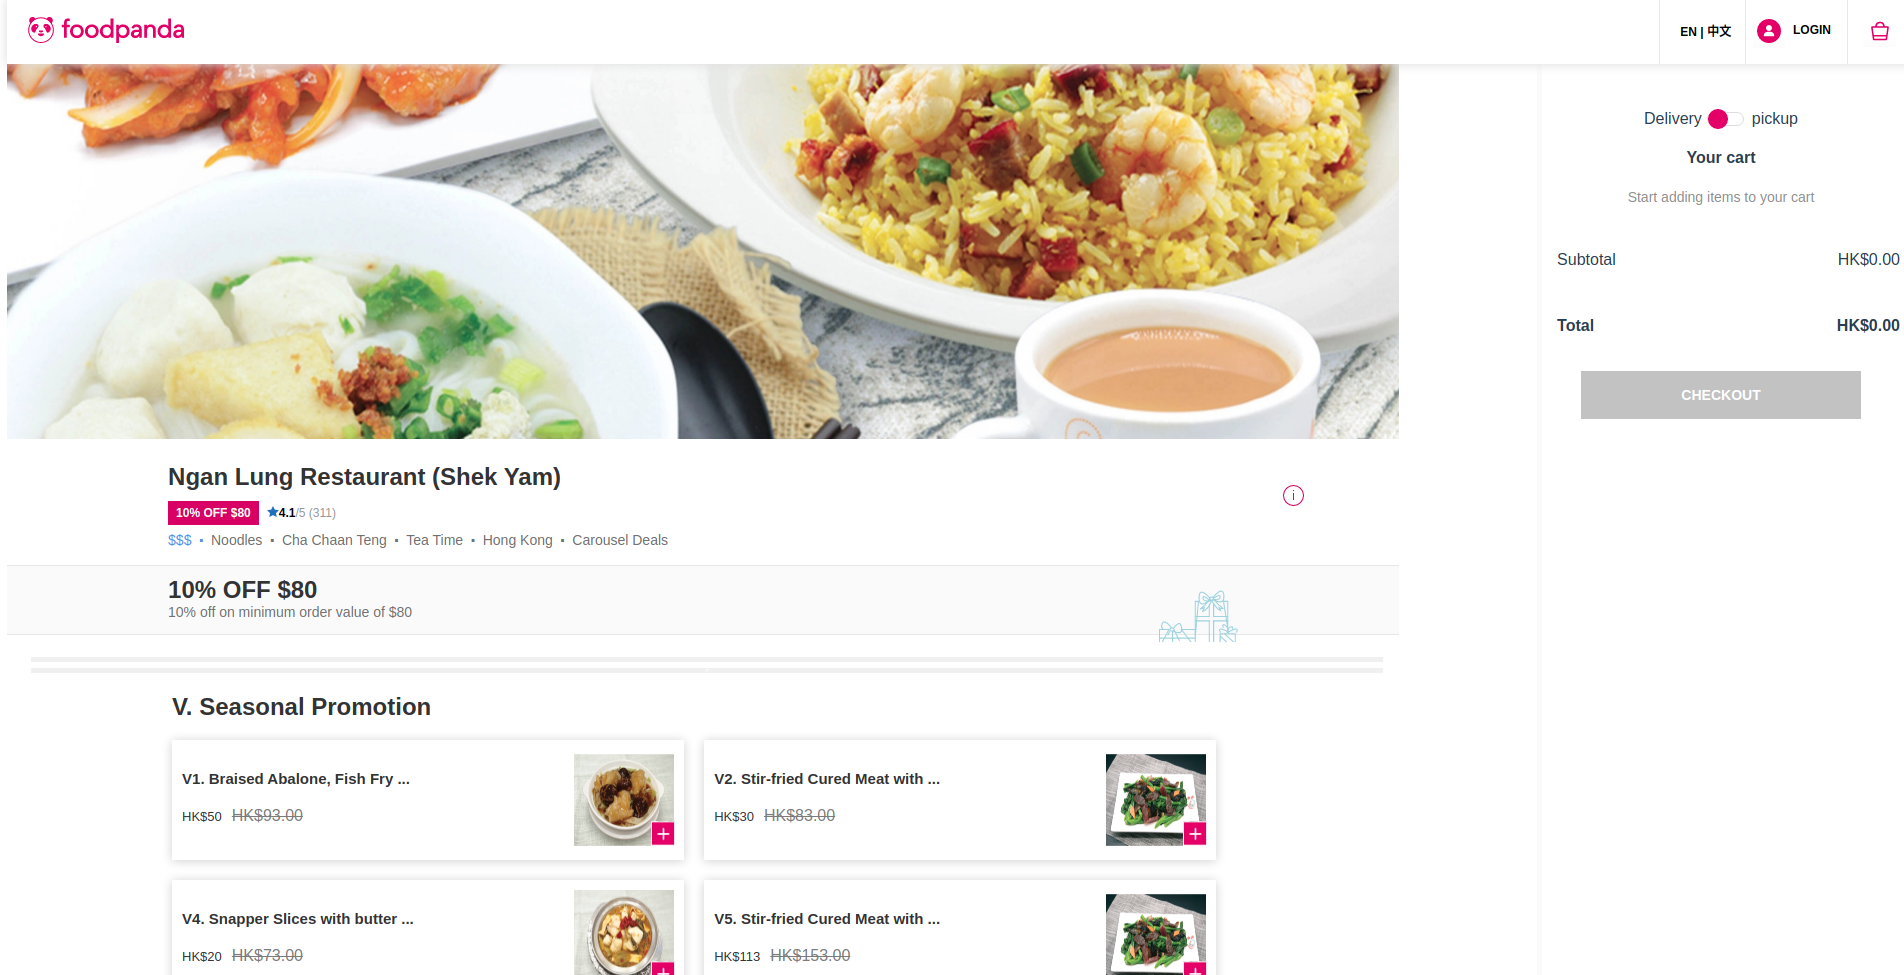 foodpanda
EN | 中文
LOGIN
Delivery pickup
Your cart
Start adding items to your cart
Subtotal HK$0.00
Total HK$0.00
CHECKOUT
Ngan Lung Restaurant (Shek Yam)
10% OFF $80 4.1/5 (311)
$$$ ▪ Noodles ▪ Cha Chaan Teng ▪ Tea Time ▪ Hong Kong ▪ Carousel Deals
10% OFF $80
10% off on minimum order value of $80
V. Seasonal Promotion
V1. Braised Abalone, Fish Fry ...
HK$50 HK$93.00
V2. Stir-fried Cured Meat with ...
HK$30 HK$83.00
V4. Snapper Slices with butter ...
HK$20 HK$73.00
V5. Stir-fried Cured Meat with ...
HK$113 HK$153.00